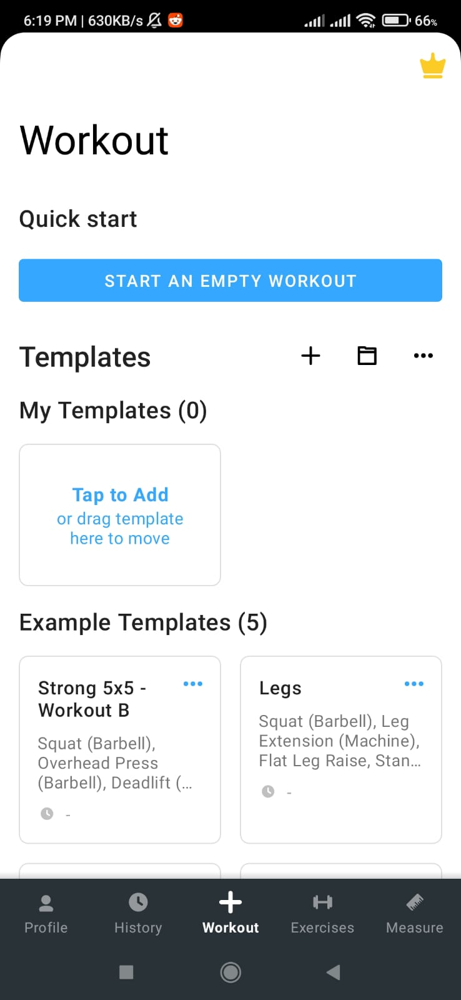 6:19 PM | 630KB/s 66%
Workout
Quick start
START AN EMPTY WORKOUT
Templates
My Templates (0)
Tap to Add
or drag template
here to move
Example Templates (5)
Strong 5x5 -
Workout B
Squat (Barbell),
Overhead Press
(Barbell), Deadlift (...
-
Legs
Squat (Barbell), Leg
Extension (Machine),
Flat Leg Raise, Stan...
-
Profile History Workout Exercises Measure